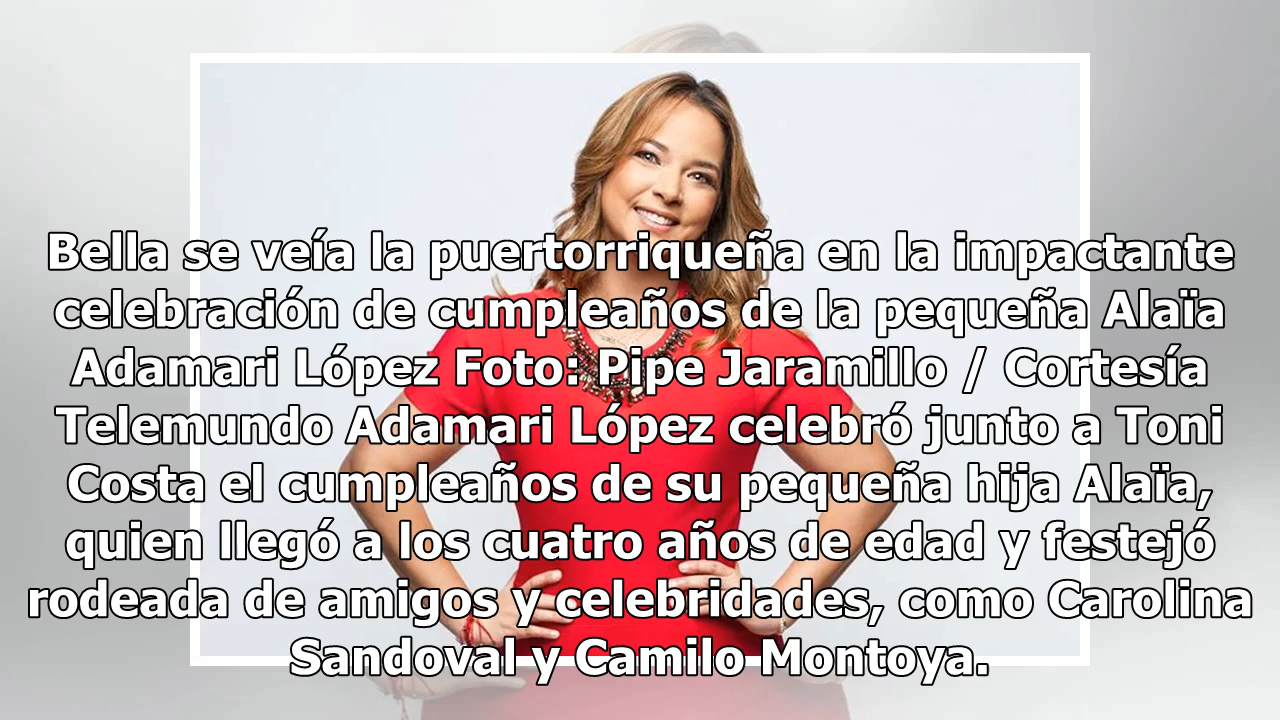 Bella se veía la puertorriqueña en la impactante
celebración de cumpleaños de la pequeña Alaïa
Adamari López Foto: Pipe Jaramillo / Cortesía
Telemundo Adamari López celebró junto a Toni
Costa el cumpleaños de su pequeña hija Alaïa,
quien llegó a los cuatro años de edad y festejó
rodeada de amigos y celebridades, como Carolina
Sandoval y Camilo Montoya.